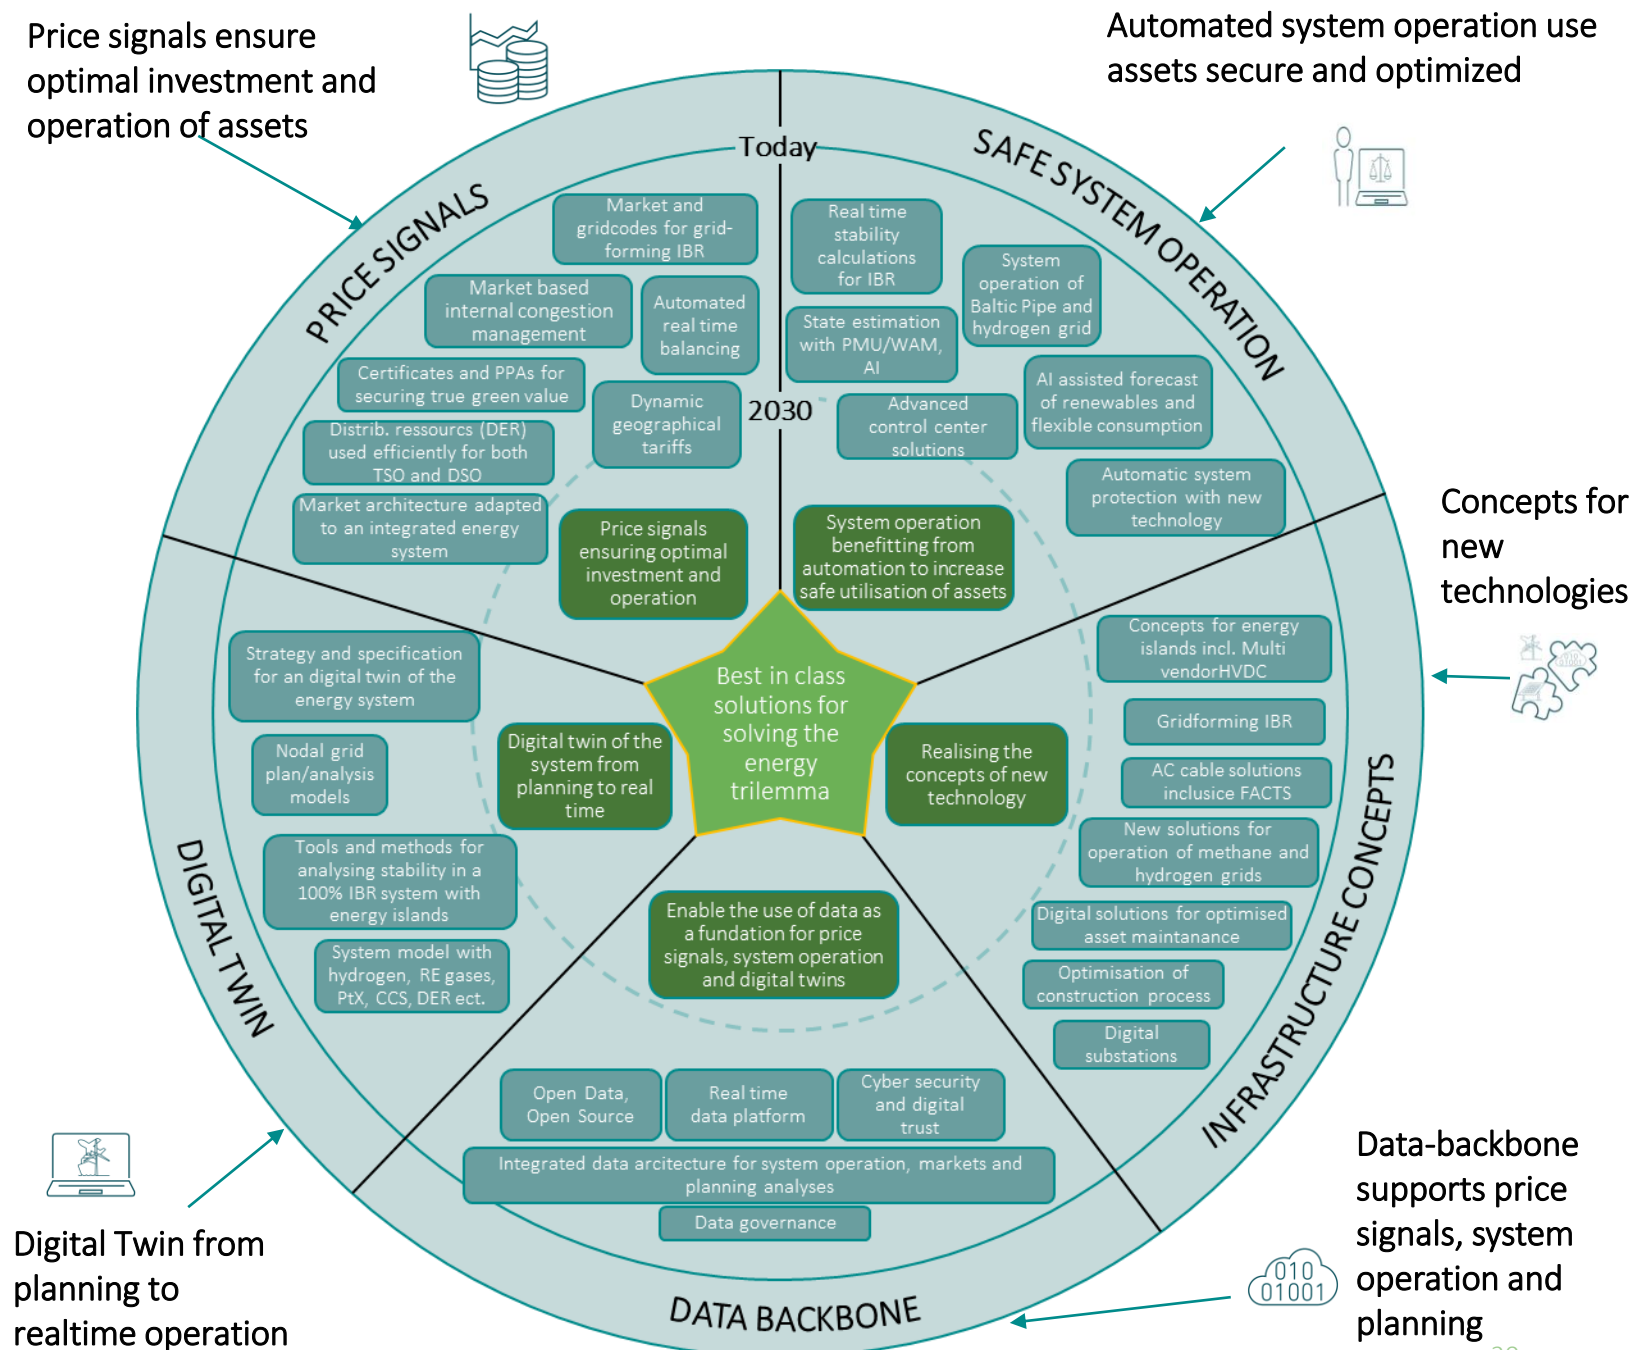 Price signals ensure
optimal investment and
operation of assets
Automated system operation use
assets secure and optimized
Today
2030
PRICE SIGNALS
Market and
gridcodes for grid-
forming IBR
Market based
internal congestion
management
Automated
real time
balancing
Certificates and PPAs for
securing true green value
Dynamic
geographical
tariffs
Distrib. ressourcs (DER)
used efficiently for both
TSO and DSO
Market architecture adapted
to an integrated energy
system
Price signals
ensuring optimal
investment and
operation
SAFE SYSTEM OPERATION
Real time
stability
calculations
for IBR
System
operation of
Baltic Pipe and
hydrogen grid
State estimation
with PMU/WAM,
AI
AI assisted forecast
of renewables and
flexible consumption
Advanced
control center
solutions
Automatic system
protection with new
technology
System operation
benefitting from
automation to increase
safe utilisation of assets
Concepts for
new
technologies
INFRASTRUCTURE CONCEPTS
Concepts for energy
islands incl. Multi
vendorHVDC
Gridforming IBR
AC cable solutions
inclusice FACTS
New solutions for
operation of methane and
hydrogen grids
Digital solutions for optimised
asset maintanance
Optimisation of
construction process
Digital
substations
Realising the
concepts of new
technology
Best in class
solutions for
solving the
energy
trilemma
DIGITAL TWIN
Strategy and specification
for an digital twin of the
energy system
Nodal grid
plan/analysis
models
Tools and methods for
analysing stability in a
100% IBR system with
energy islands
System model with
hydrogen, RE gases,
PtX, CCS, DER ect.
Digital twin of the
system from
planning to real
time
Enable the use of data as
a fundation for price
signals, system operation
and digital twins
Open Data,
Open Source
Real time
data platform
Cyber security
and digital
trust
Integrated data arcitecture for system operation, markets and
planning analyses
Data governance
DATA BACKBONE
Digital Twin from
planning to
realtime operation
010
01001
Data-backbone
supports price
signals, system
operation and
planning